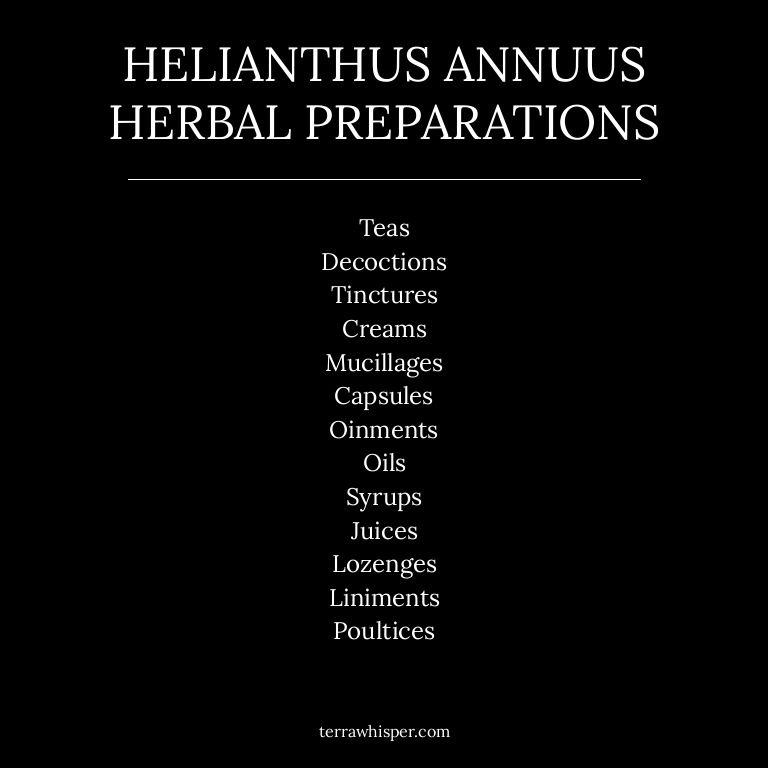 HELIANTHUS ANNUUS
HERBAL PREPARATIONS
Teas
Decoctions
Tinctures
Creams
Mucillages
Capsules
Oinments
Oils
Syrups
Juices
Lozenges
Liniments
Poultices
terrawhisper.com